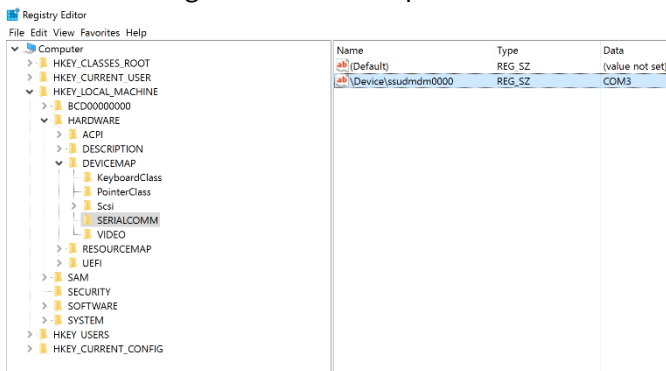 Registry Editor
File Edit View Favorites Help
Computer
HKEY_CLASSES_ROOT
HKEY_CURRENT_USER
HKEY_LOCAL_MACHINE
BCD00000000
HARDWARE
ACPI
DESCRIPTION
DEVICEMAP
KeyboardClass
PointerClass
Scsi
SERIALCOMM
VIDEO
RESOURCEMAP
UEFI
SAM
SECURITY
SOFTWARE
SYSTEM
HKEY_USERS
HKEY_CURRENT_CONFIG
Name Type Data
(Default) REG_SZ (value not set)
\Device\ssudmdm0000 REG_SZ COM3